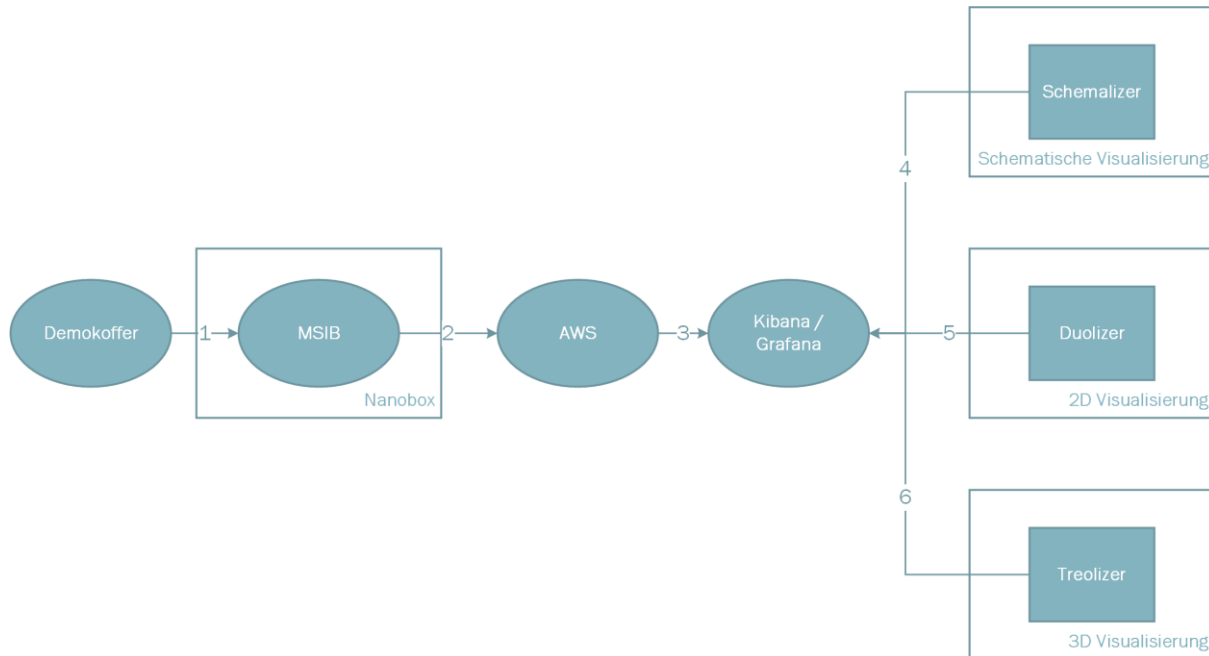 Schemalizer
Schematische Visualisierung
4
Demokoffer
1
MSIB
Nanobox
2
AWS
3
Kibana /
Grafana
5
Duolizer
2D Visualisierung
6
Treolizer
3D Visualisierung